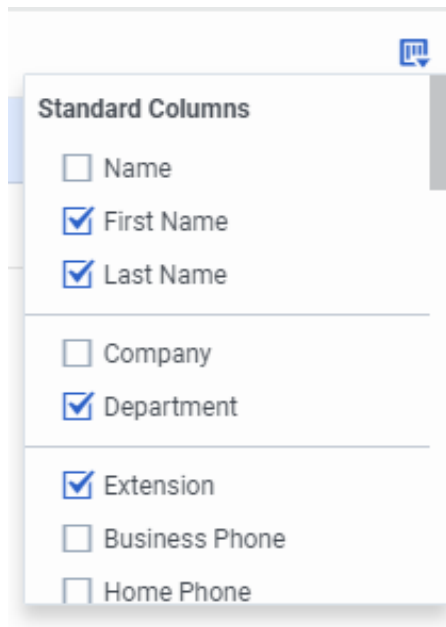 Standard Columns
Name
First Name
Last Name
Company
Department
Extension
Business Phone
Home Phone